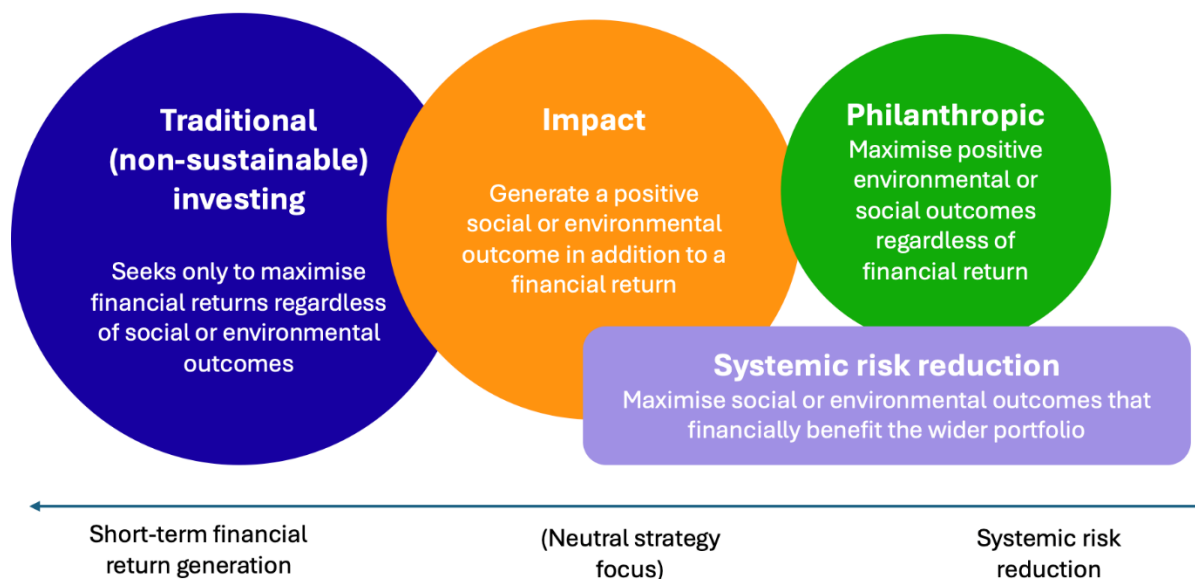 Traditional
(non-sustainable)
investing
Seeks only to maximise
financial returns regardless
of social or environmental
outcomes
Impact
Generate a positive
social or environmental
outcome in addition to a
financial return
Philanthropic
Maximise positive
environmental or
social outcomes
regardless of
financial return
Systemic risk reduction
Maximise social or environmental outcomes that
financially benefit the wider portfolio
Short-term financial
return generation
(Neutral strategy
focus)
Systemic risk
reduction